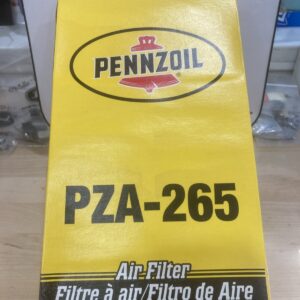 PENNZOIL
PZA-265
Air Filter
Filtre à air/Filtro de Aire